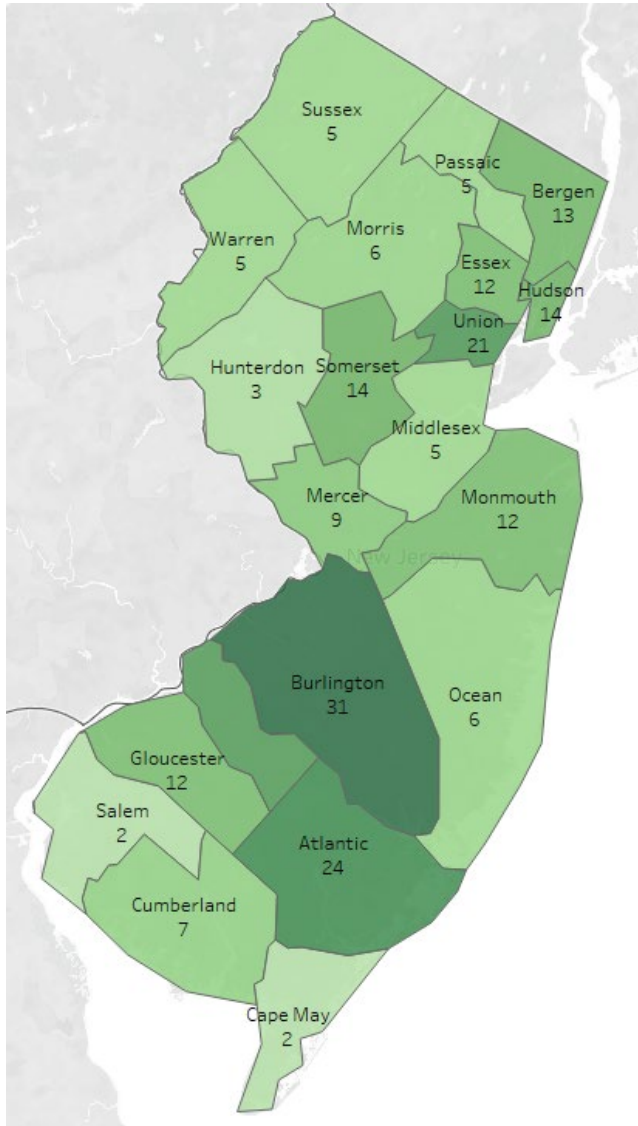 Sussex
5
Passaic
5
Bergen
13
Warren
5
Morris
6
Essex
12
Hudson
14
Union
21
Hunterdon
3
Somerset
14
Middlesex
5
Mercer
9
Monmouth
12
New Jersey
Burlington
31
Ocean
6
Gloucester
12
Salem
2
Atlantic
24
Cumberland
7
Cape May
2